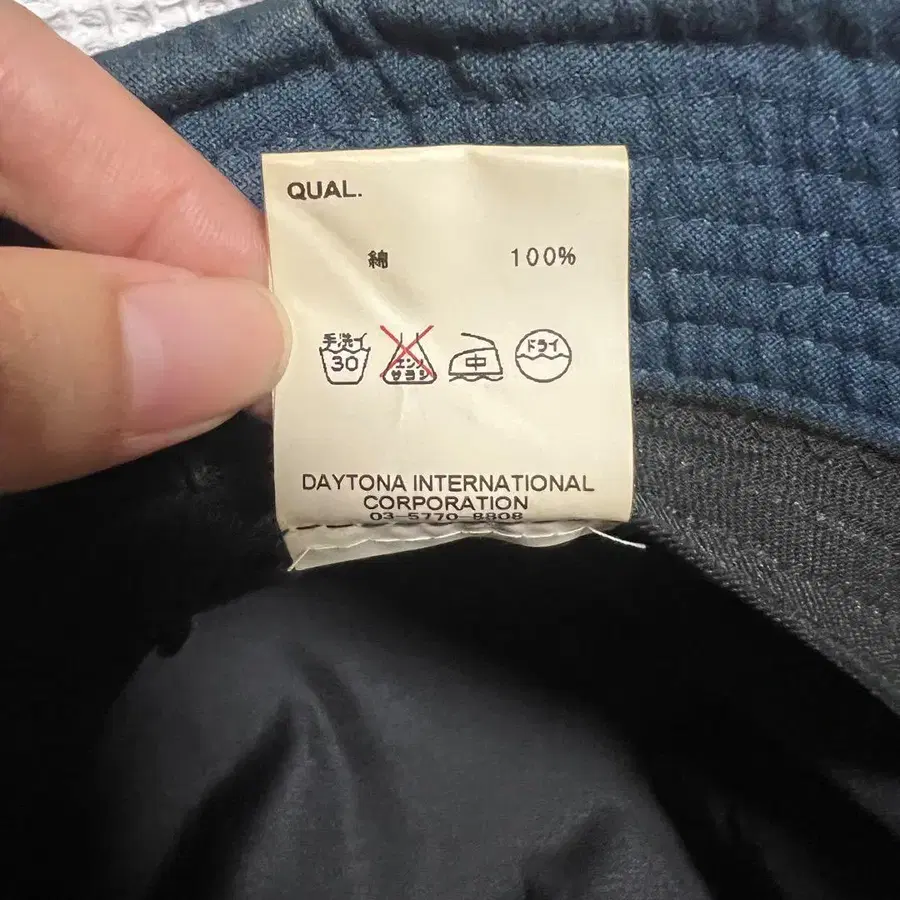 QUAL.
綿 100%
手洗イ エンソ ドライ
30 サラシ 中
DAYTONA INTERNATIONAL
CORPORATION
03-5770-8808